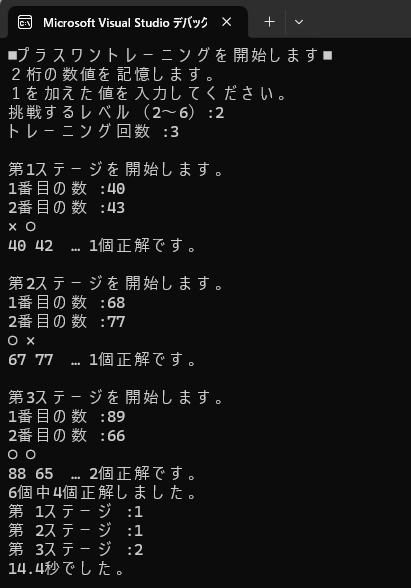 Microsoft Visual Studio デバック
■プラスワントレーニングを開始します■
２桁の数値を記憶します。
１を加えた値を入力してください。
挑戦するレベル（2～6）:2
トレーニング回数 :3
第1ステージを開始します。
1番目の数 :40
2番目の数 :43
× ○
40 42 … 1個正解です。
第2ステージを開始します。
1番目の数 :68
2番目の数 :77
○ ×
67 77 … 1個正解です。
第3ステージを開始します。
1番目の数 :89
2番目の数 :66
○ ○
88 65 … 2個正解です。
6個中4個正解しました。
第 1ステージ :1
第 2ステージ :1
第 3ステージ :2
14.4秒でした。